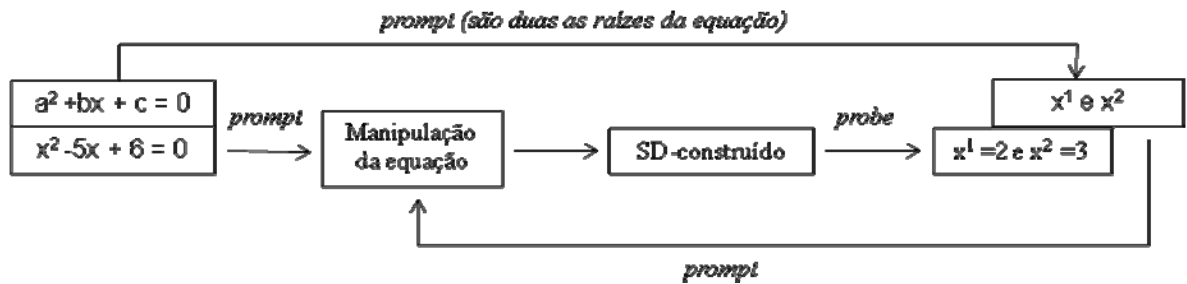 prompt (são duas as raízes da equação)
a² +bx + c = 0
x² -5x + 6 = 0
prompt
Manipulação
da equação
SD-construído
probe
x¹ e x²
x¹ =2 e x² =3
prompt